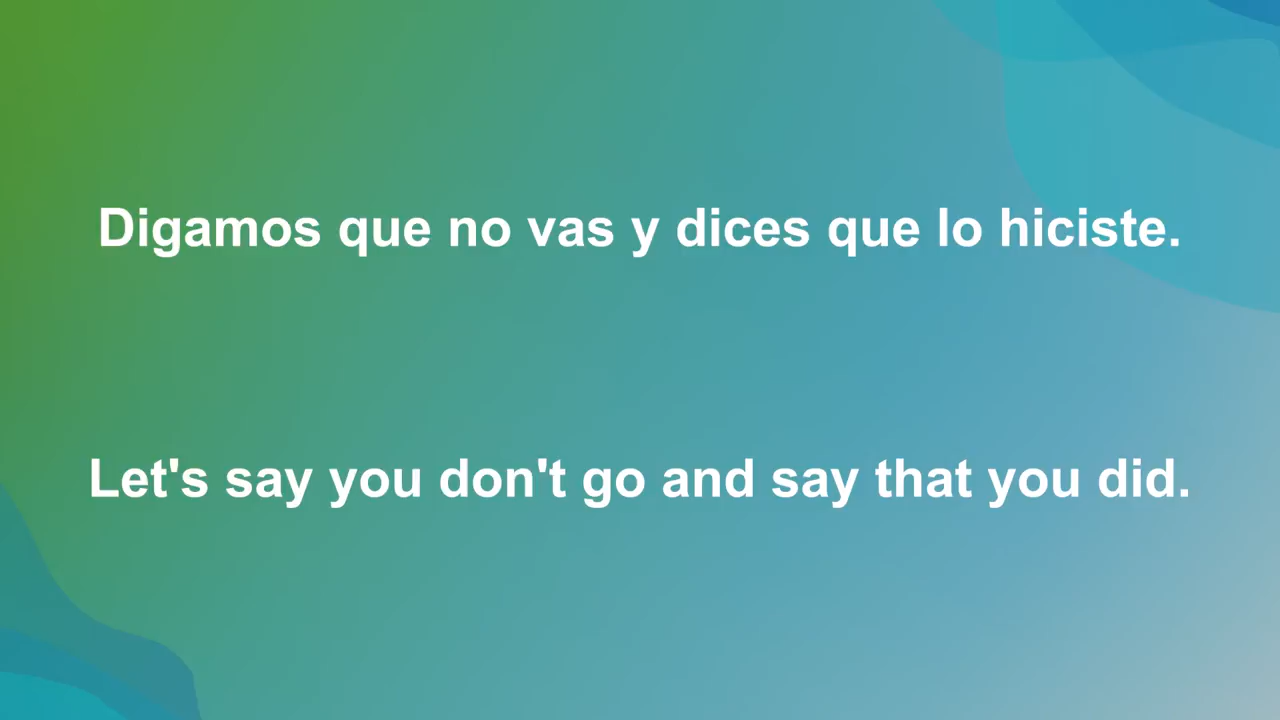 Digamos que no vas y dices que lo hiciste.
Let's say you don't go and say that you did.